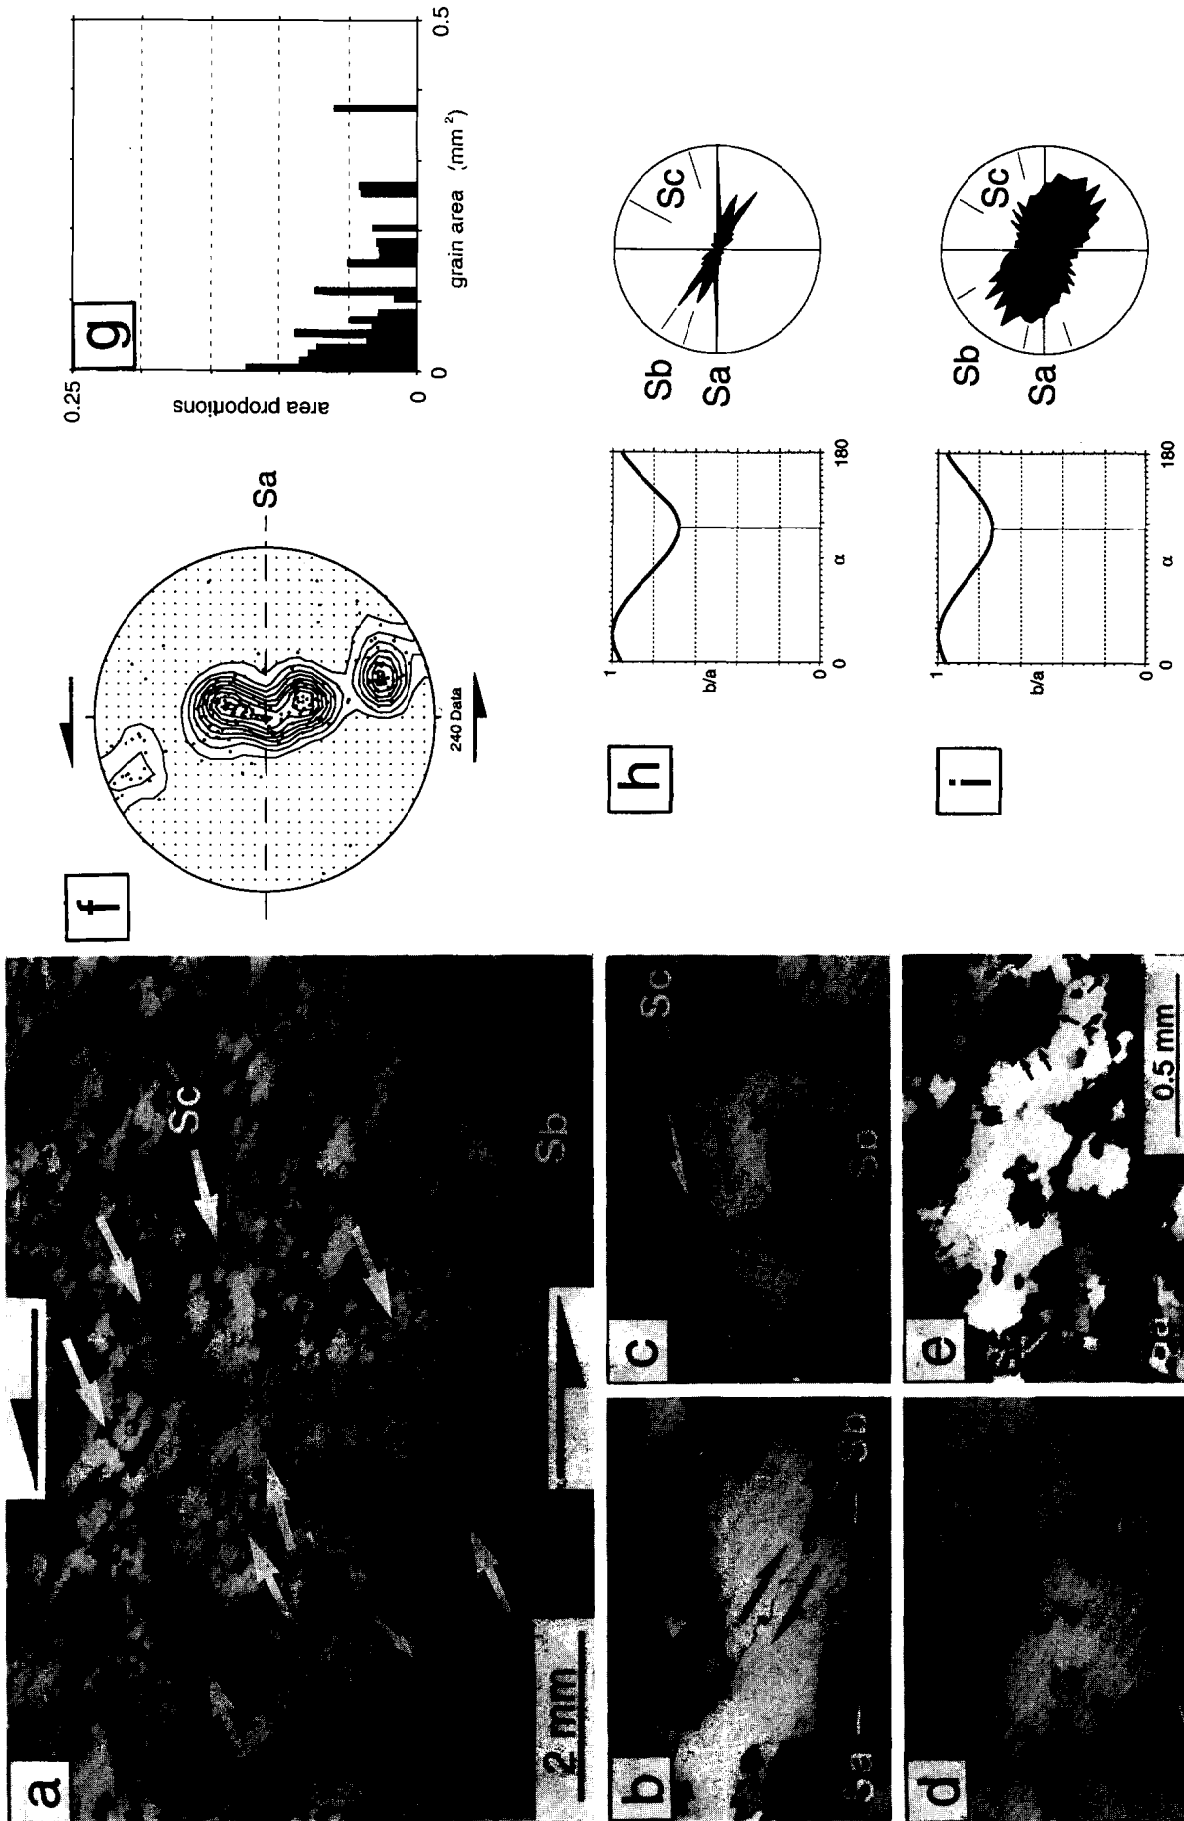 a
Sc
Sb
2 mm
b
Sa
Sb
c
Sc
Sb
d
e
0.5 mm
f
Sa
240 Data
g
0.25
area proportions
0
0
0.5
grain area (mm²)
h
1
b/a
0
0
α
180
Sb
Sa
Sc
i
1
b/a
0
0
α
180
Sb
Sa
Sc